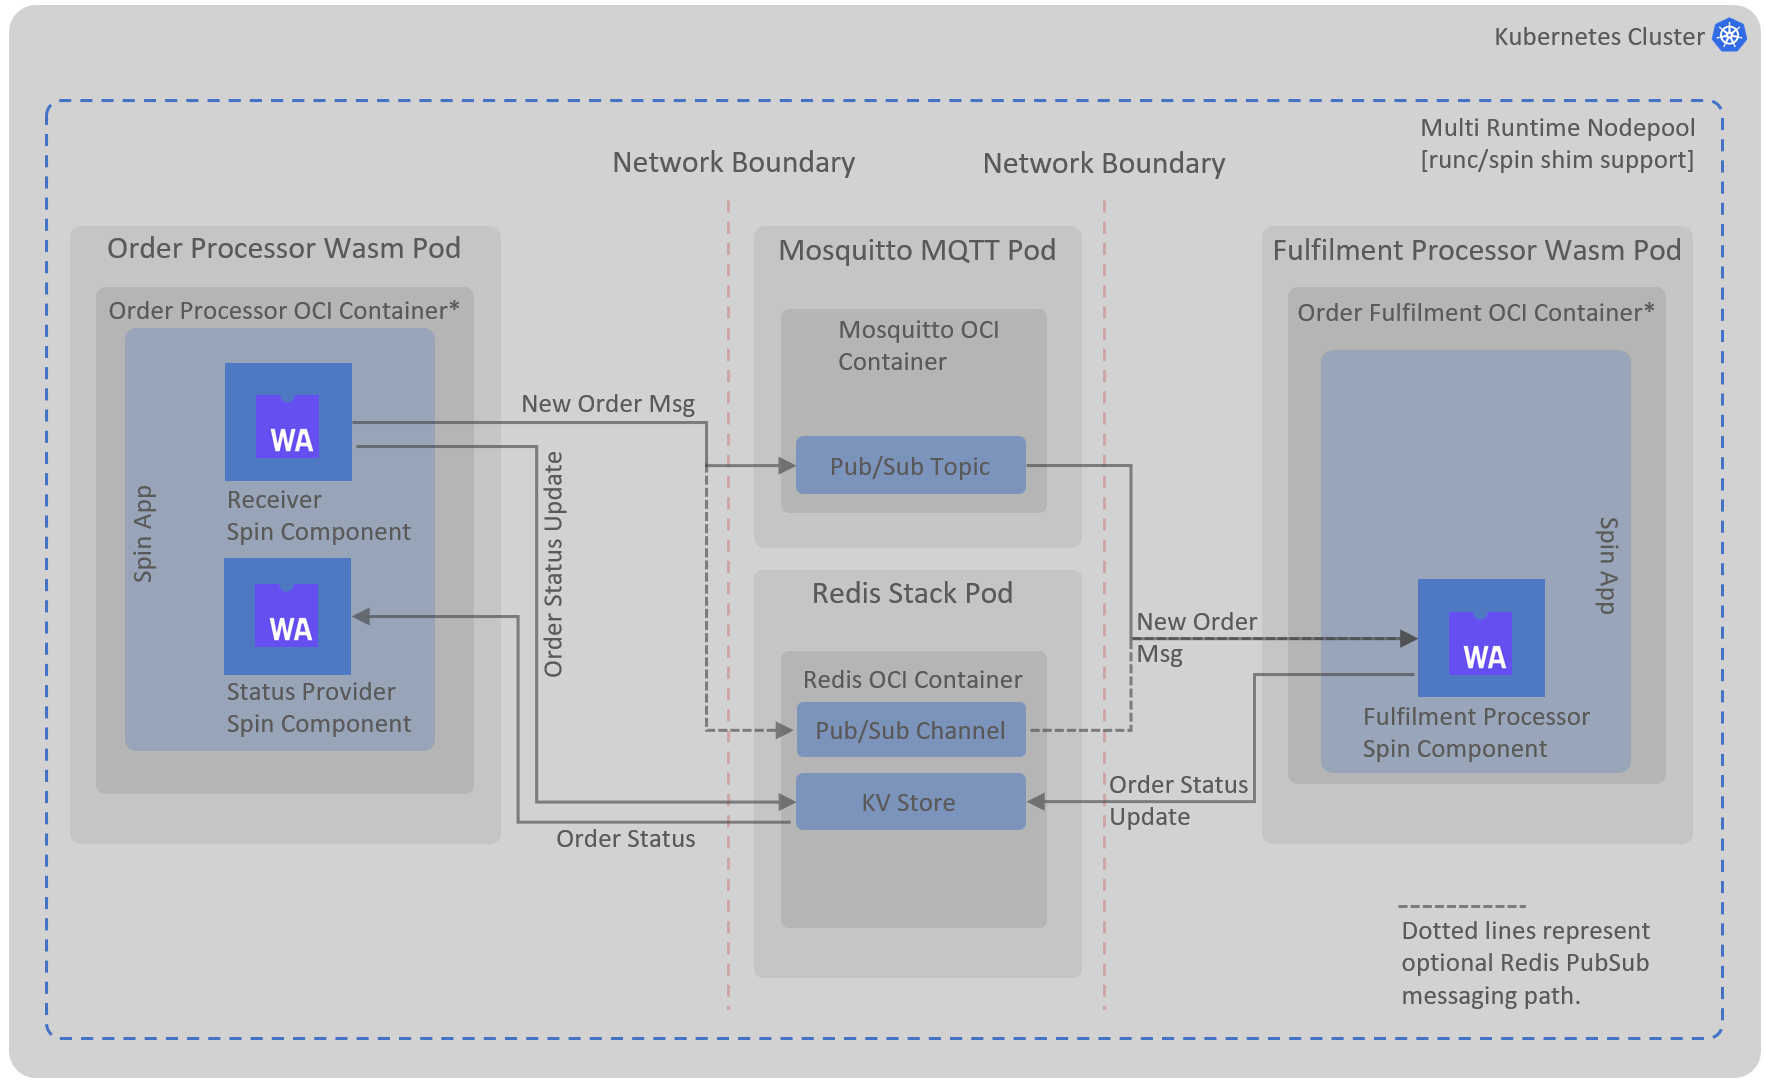 Kubernetes Cluster
Multi Runtime Nodepool
[runc/spin shim support]
Network Boundary
Network Boundary
Order Processor Wasm Pod
Order Processor OCI Container*
Spin App
WA
Receiver
Spin Component
WA
Status Provider
Spin Component
New Order Msg
Order Status Update
Order Status
Mosquitto MQTT Pod
Mosquitto OCI
Container
Pub/Sub Topic
Redis Stack Pod
Redis OCI Container
Pub/Sub Channel
KV Store
New Order
Msg
Order Status
Update
Fulfilment Processor Wasm Pod
Order Fulfilment OCI Container*
Spin App
WA
Fulfilment Processor
Spin Component
Dotted lines represent
optional Redis PubSub
messaging path.